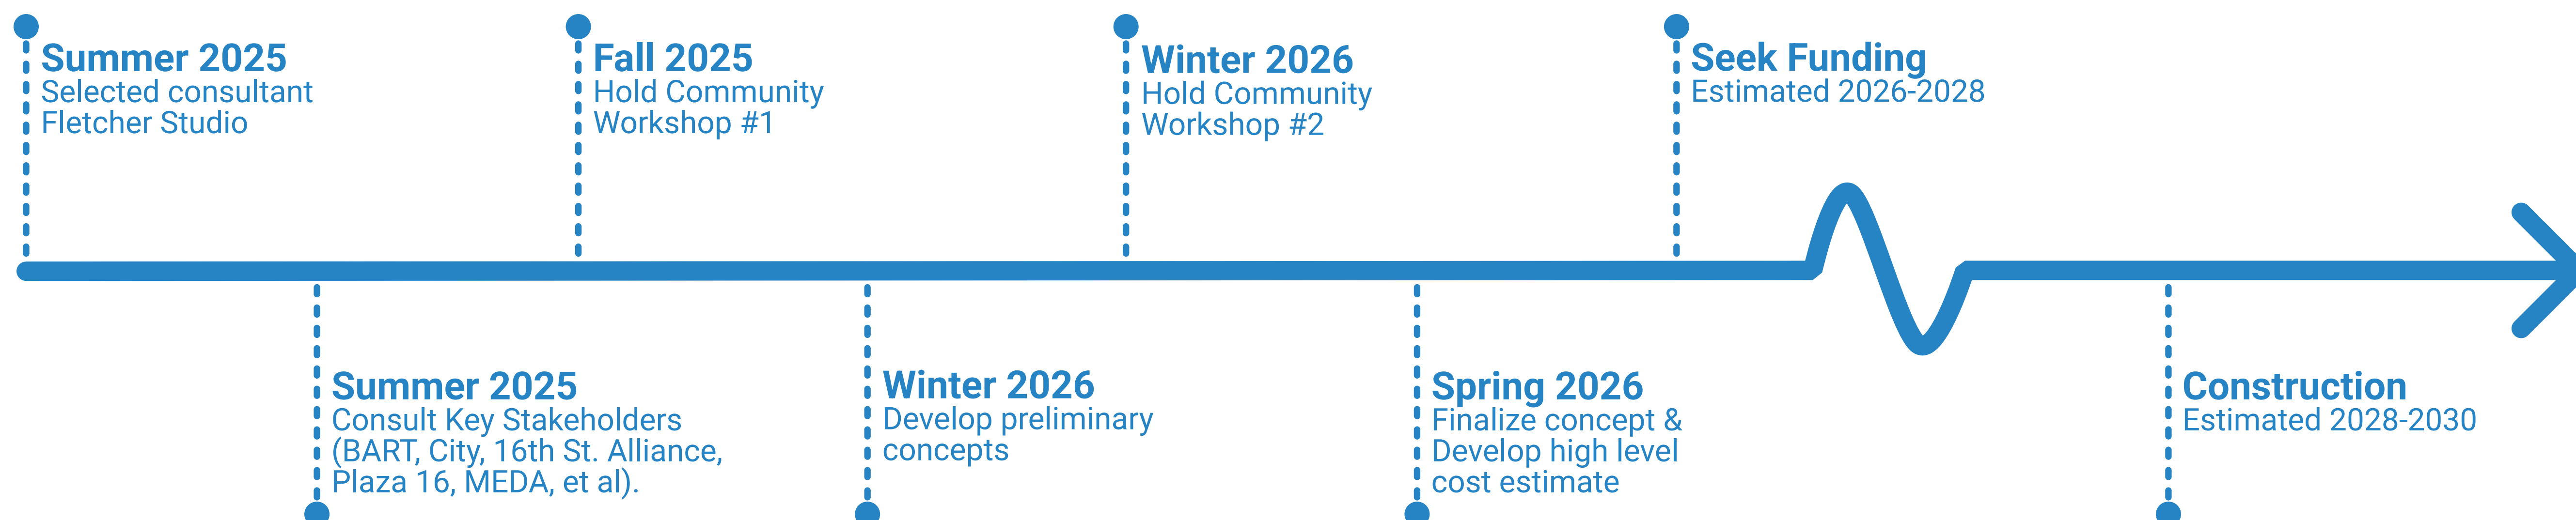 Summer 2025
Selected consultant
Fletcher Studio
Summer 2025
Consult Key Stakeholders
(BART, City, 16th St. Alliance,
Plaza 16, MEDA, et al).
Fall 2025
Hold Community
Workshop #1
Winter 2026
Develop preliminary
concepts
Winter 2026
Hold Community
Workshop #2
Spring 2026
Finalize concept &
Develop high level
cost estimate
Seek Funding
Estimated 2026-2028
Construction
Estimated 2028-2030